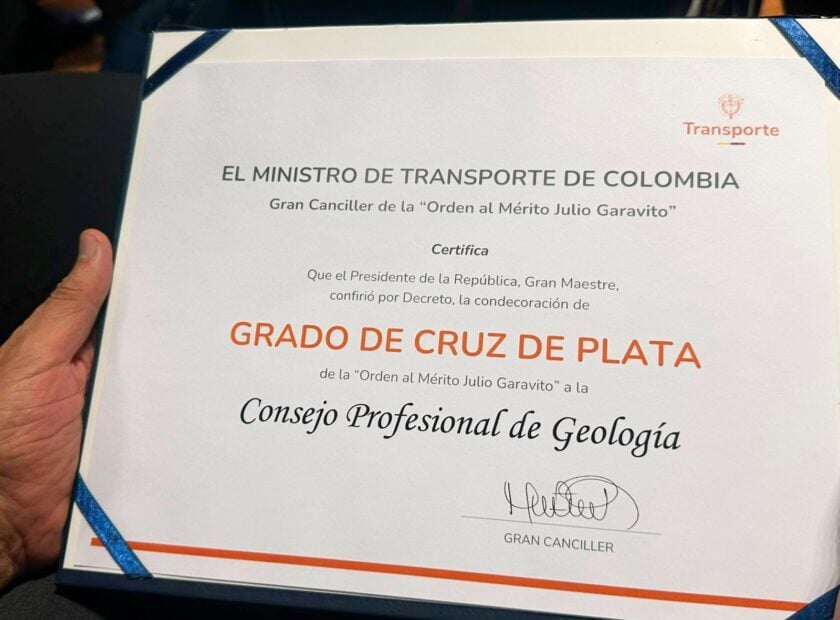 Transporte
EL MINISTRO DE TRANSPORTE DE COLOMBIA
Gran Canciller de la “Orden al Mérito Julio Garavito”
Certifica
Que el Presidente de la República, Gran Maestre,
confirió por Decreto, la condecoración de
GRADO DE CRUZ DE PLATA
de la “Orden al Mérito Julio Garavito” a la
Consejo Profesional de Geología
GRAN CANCILLER